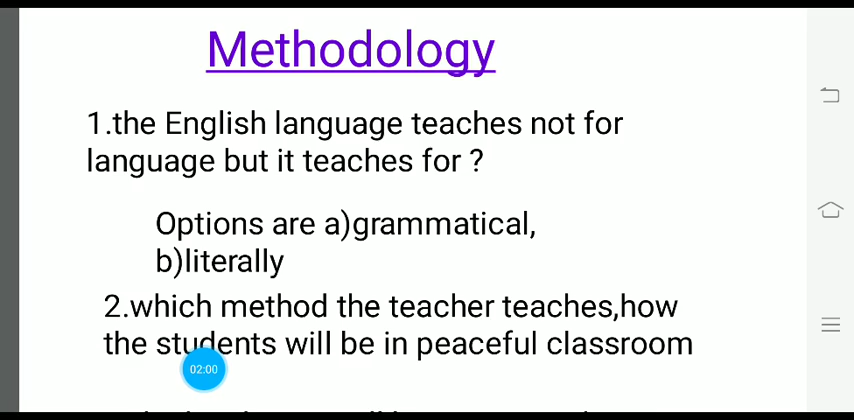 Methodology
1.the English language teaches not for
language but it teaches for ?
Options are a)grammatical,
b)literally
2.which method the teacher teaches,how
the students will be in peaceful classroom
02:00